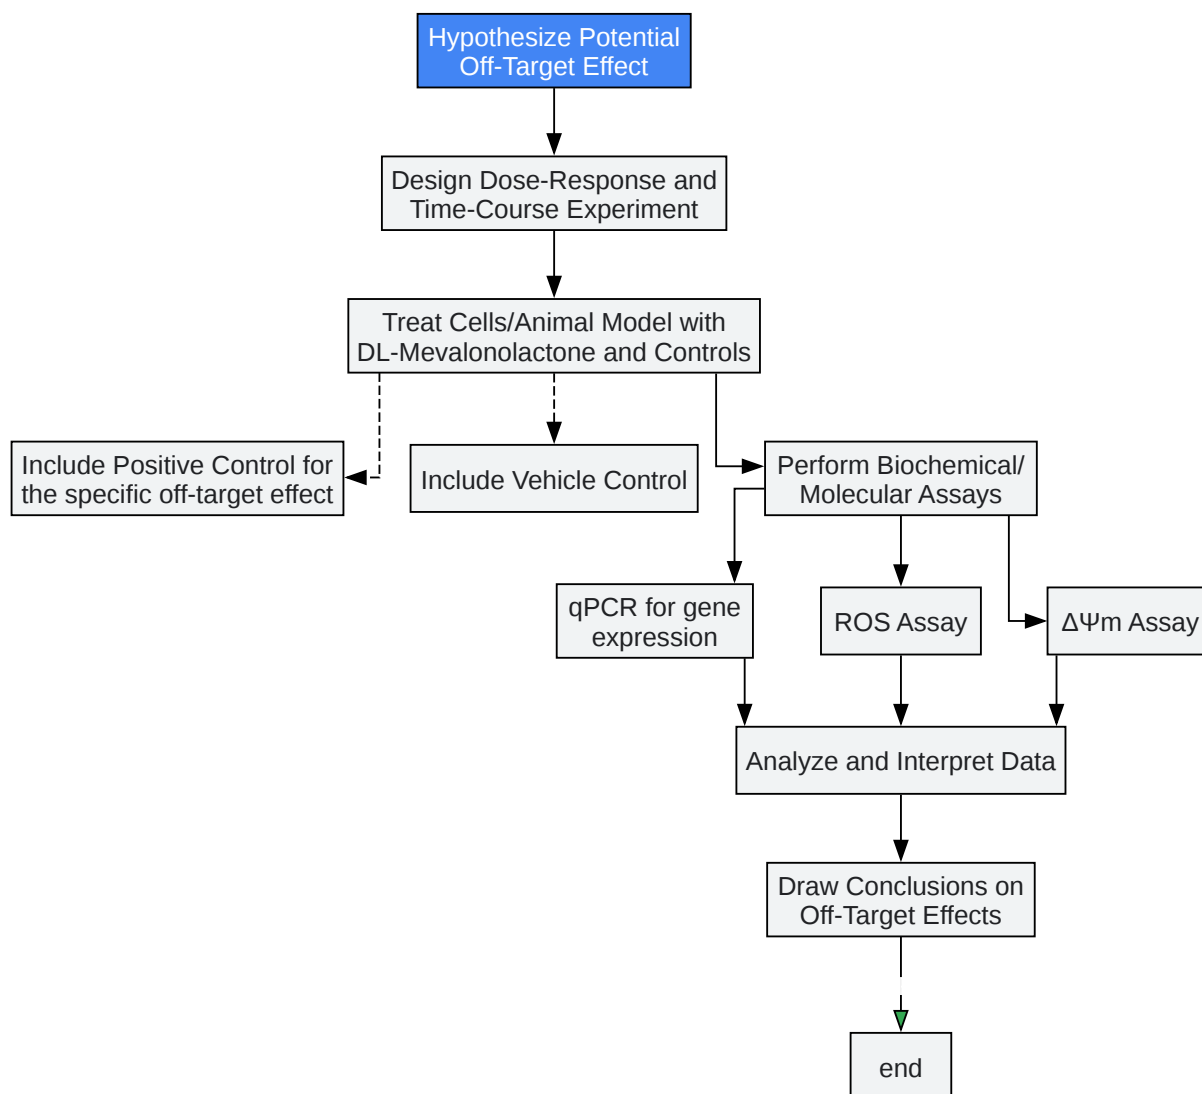 Hypothesize Potential
Off-Target Effect
Design Dose-Response and
Time-Course Experiment
Treat Cells/Animal Model with
DL-Mevalonolactone and Controls
Include Positive Control for
the specific off-target effect
Include Vehicle Control
Perform Biochemical/
Molecular Assays
qPCR for gene
expression
ROS Assay
ΔΨm Assay
Analyze and Interpret Data
Draw Conclusions on
Off-Target Effects
end